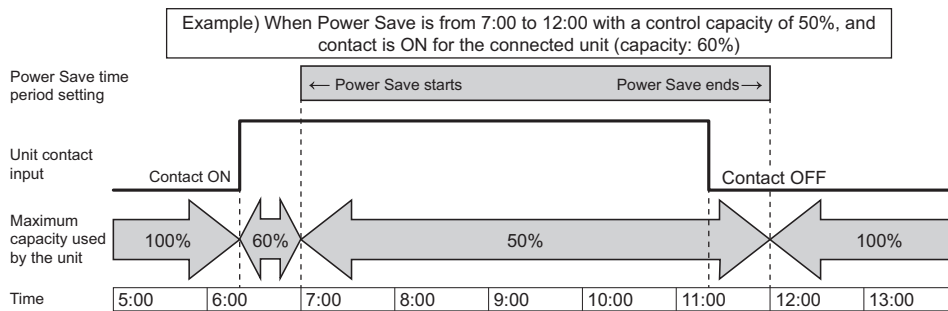 Example) When Power Save is from 7:00 to 12:00 with a control capacity of 50%, and
contact is ON for the connected unit (capacity: 60%)
Power Save time
period setting
← Power Save starts
Power Save ends→
Unit contact
input
Contact ON
Contact OFF
Maximum
capacity used
by the unit
100%
60%
50%
100%
Time
5:00
6:00
7:00
8:00
9:00
10:00
11:00
12:00
13:00